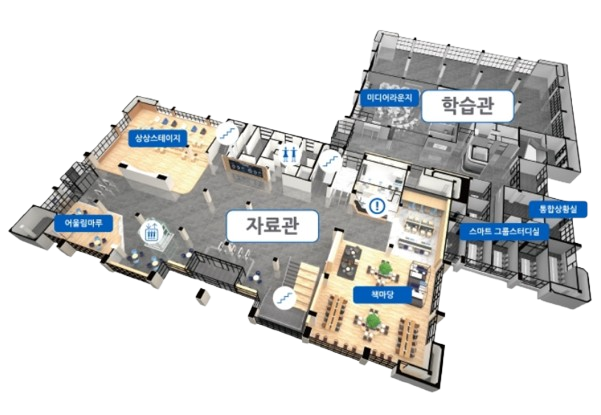 미디어라운지
학습관
상상스테이지
통합상황실
어울림마루
자료관
스마트 그룹스터디실
책마당